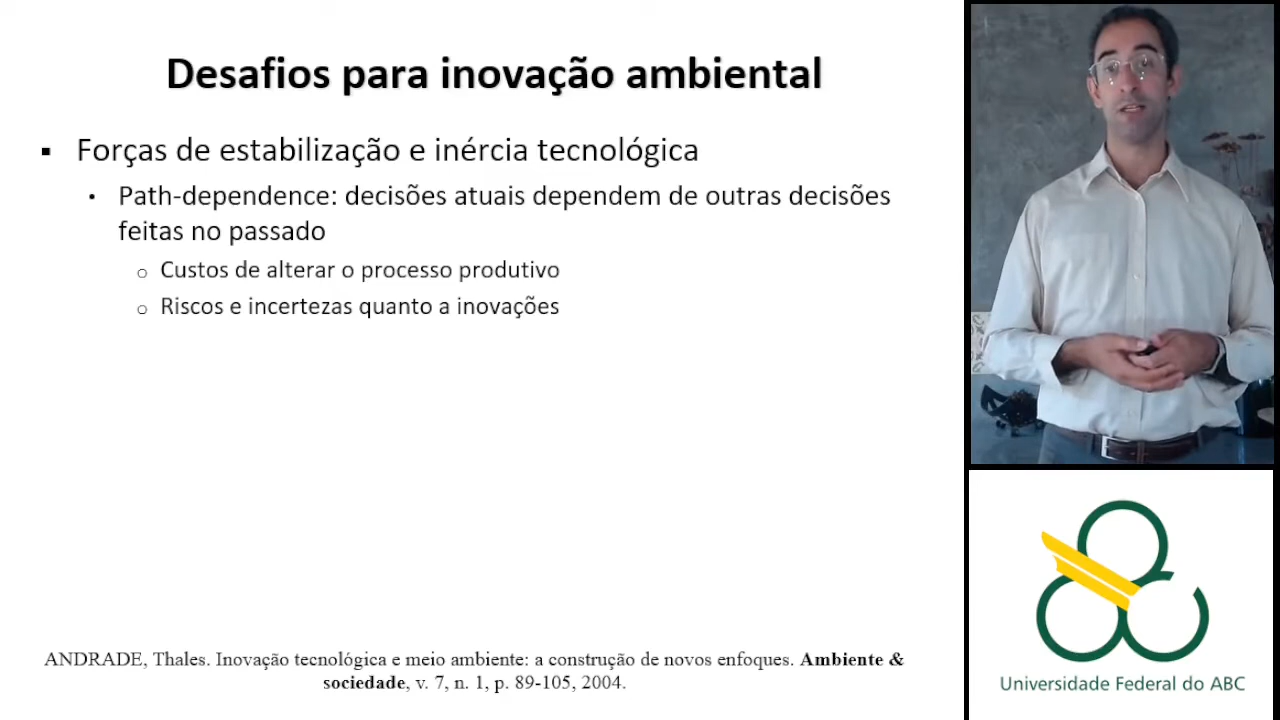 Desafios para inovação ambiental
▪ Forças de estabilização e inércia tecnológica
• Path-dependence: decisões atuais dependem de outras decisões
feitas no passado
o Custos de alterar o processo produtivo
o Riscos e incertezas quanto a inovações
ANDRADE, Thales. Inovação tecnológica e meio ambiente: a construção de novos enfoques. Ambiente &
sociedade, v. 7, n. 1, p. 89-105, 2004.
Universidade Federal do ABC